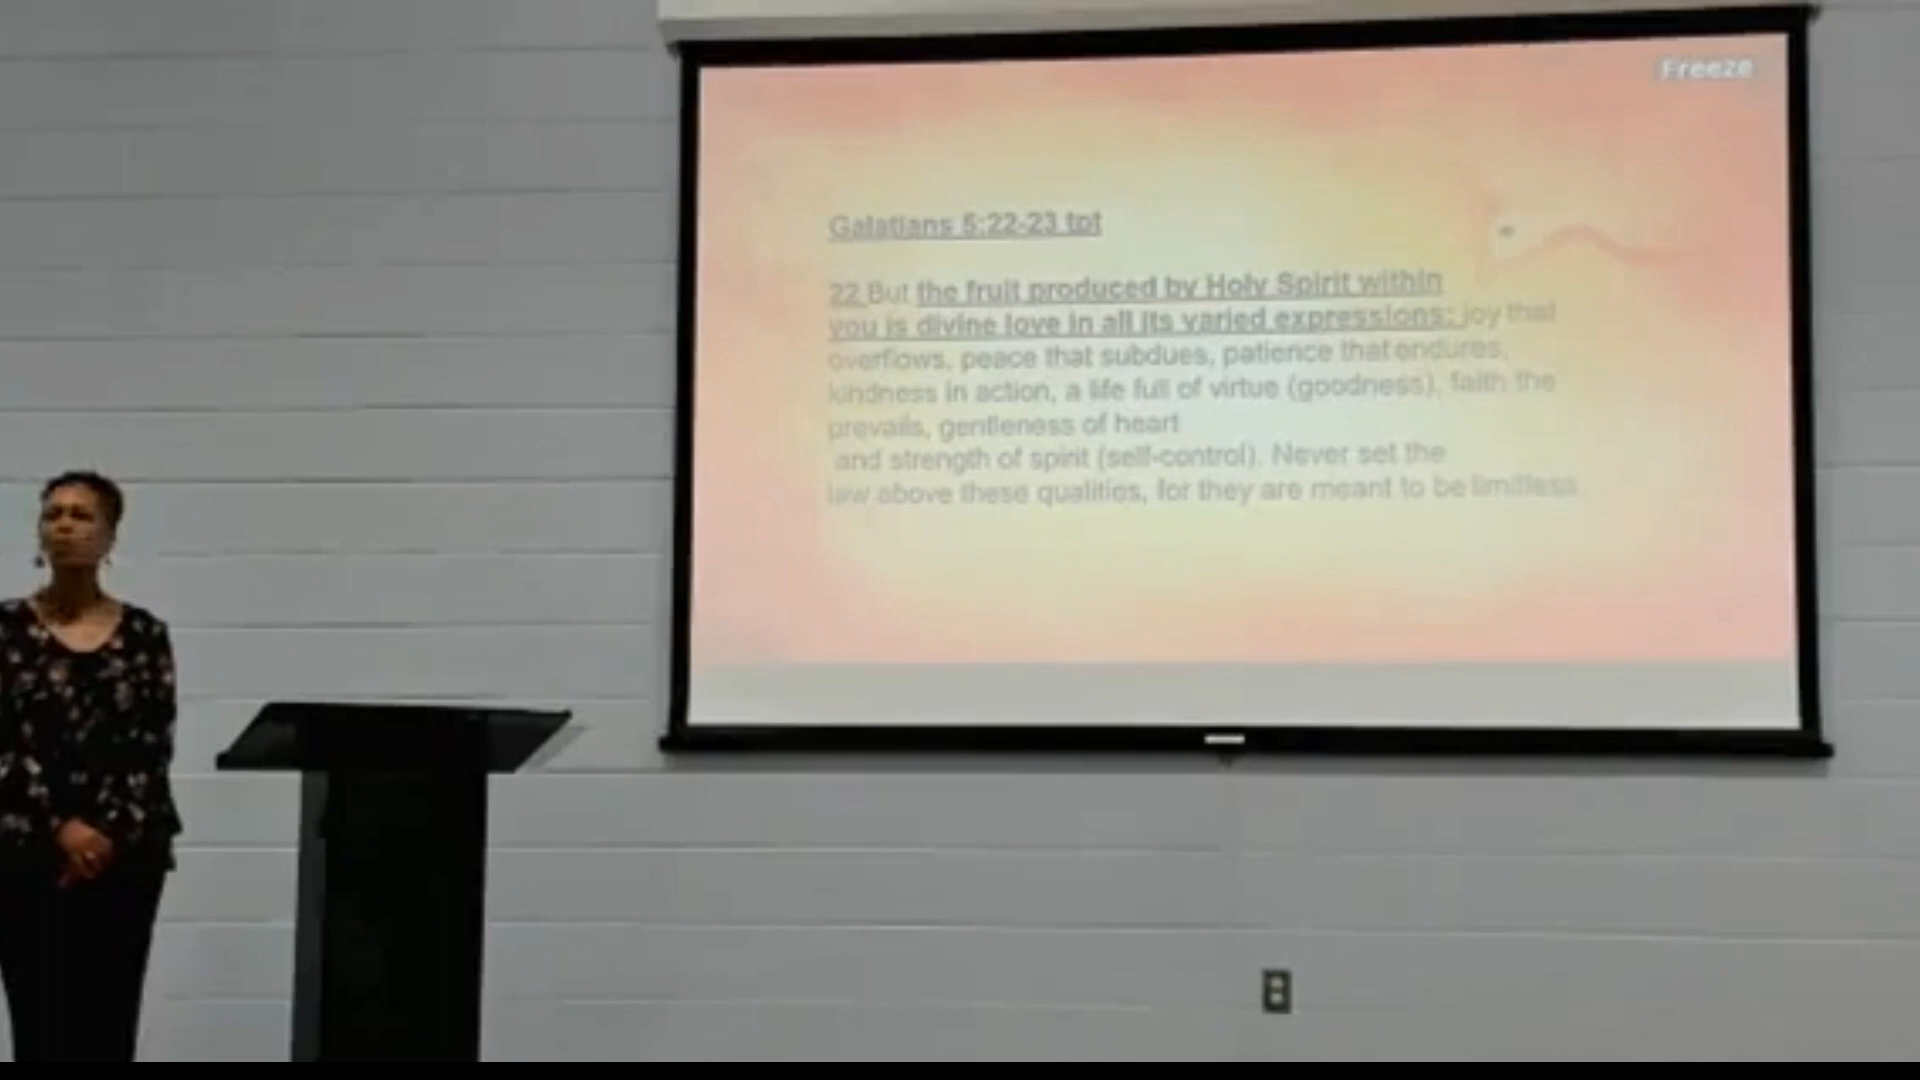 Freeze
Galatians 5:22-23 tpt
22 But the fruit produced by Holy Spirit within
you is divine love in all its varied expressions: joy that
overflows, peace that subdues, patience that endures,
kindness in action, a life full of virtue (goodness), faith the
prevails, gentleness of heart
and strength of spirit (self-control). Never set the
law above these qualities, for they are meant to be limitless